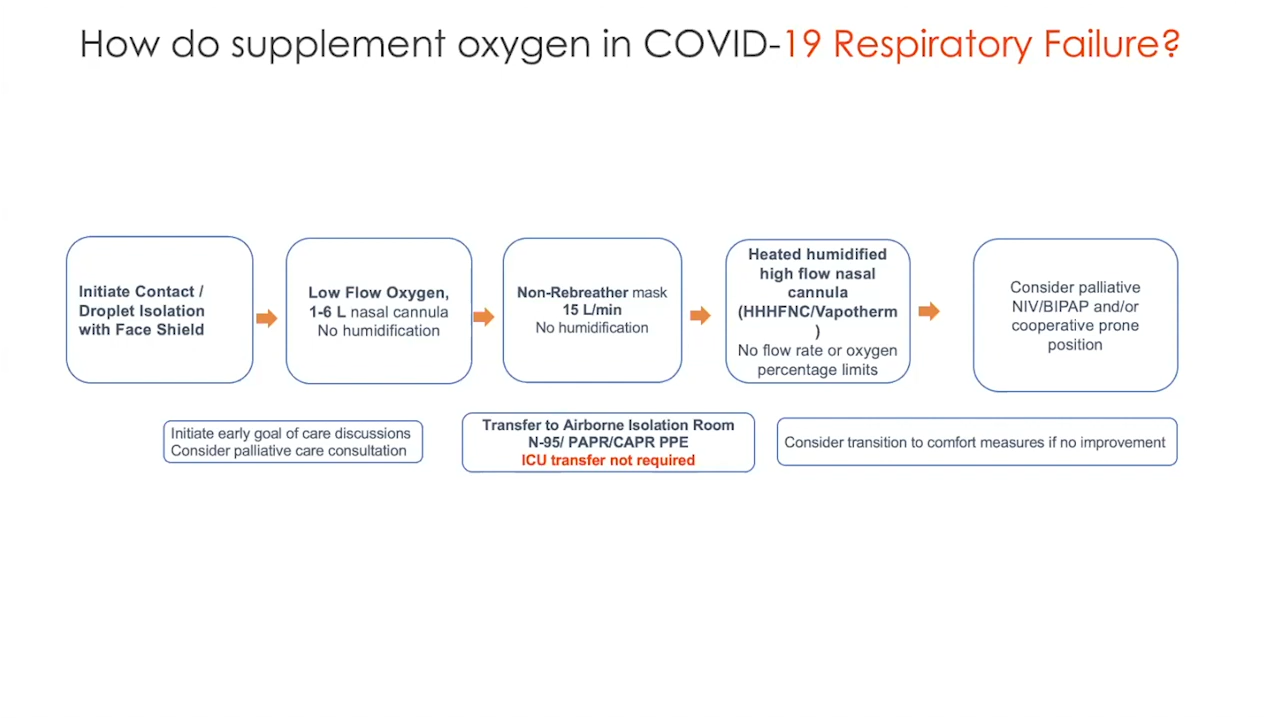 How do supplement oxygen in COVID-19 Respiratory Failure?
Initiate Contact /
Droplet Isolation
with Face Shield
Low Flow Oxygen,
1-6 L nasal cannula
No humidification
Non-Rebreather mask
15 L/min
No humidification
Heated humidified
high flow nasal
cannula
(HHHFNC/Vapotherm
)
No flow rate or oxygen
percentage limits
Consider palliative
NIV/BIPAP and/or
cooperative prone
position
Initiate early goal of care discussions
Consider palliative care consultation
Transfer to Airborne Isolation Room
N-95/ PAPR/CAPR PPE
ICU transfer not required
Consider transition to comfort measures if no improvement